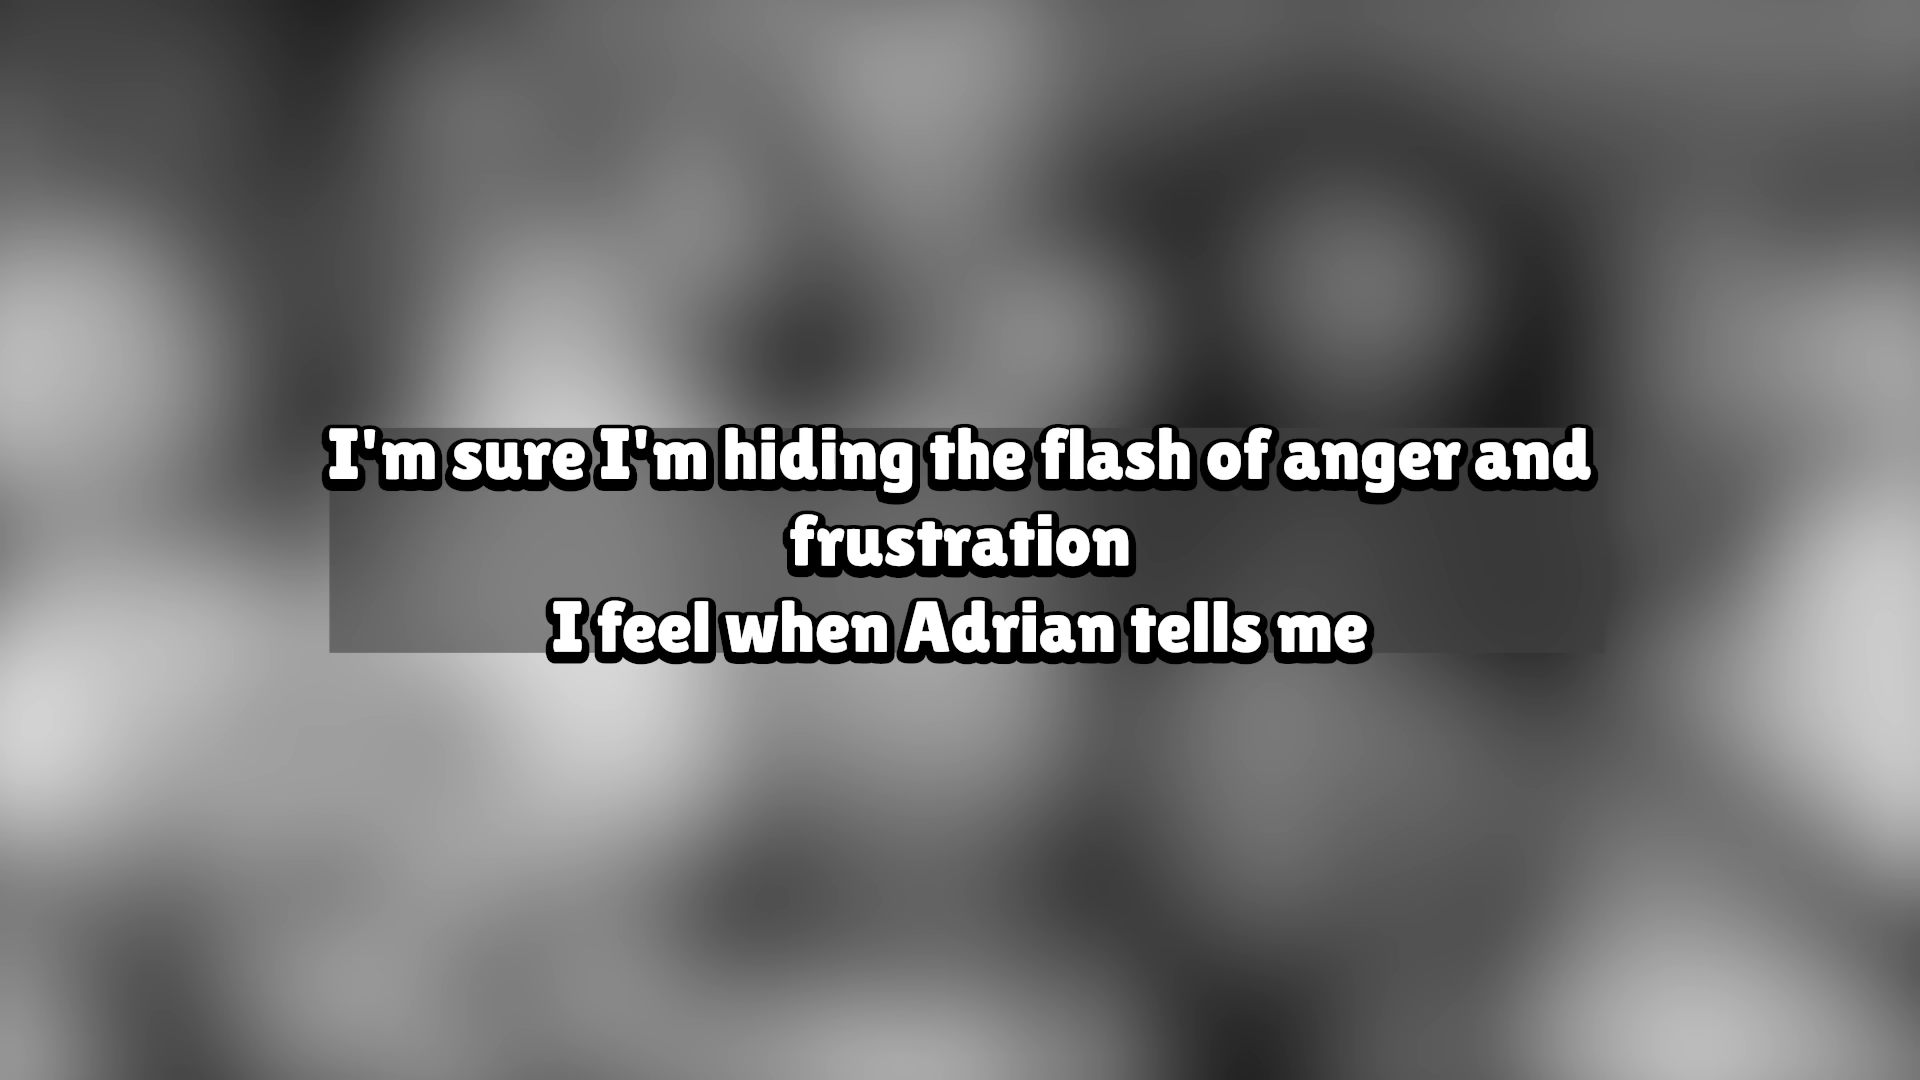 I'm sure I'm hiding the flash of anger and
frustration
I feel when Adrian tells me